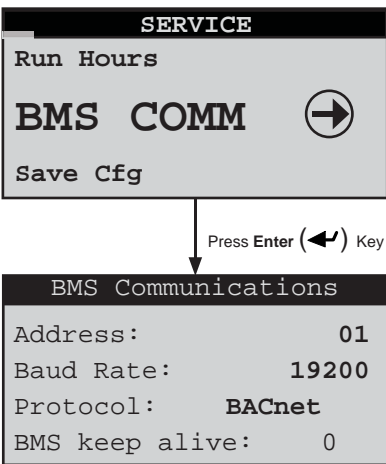 SERVICE
Run Hours
BMS COMM
Save Cfg
Press Enter (↵) Key
BMS Communications
Address: 01
Baud Rate: 19200
Protocol: BACnet
BMS keep alive: 0